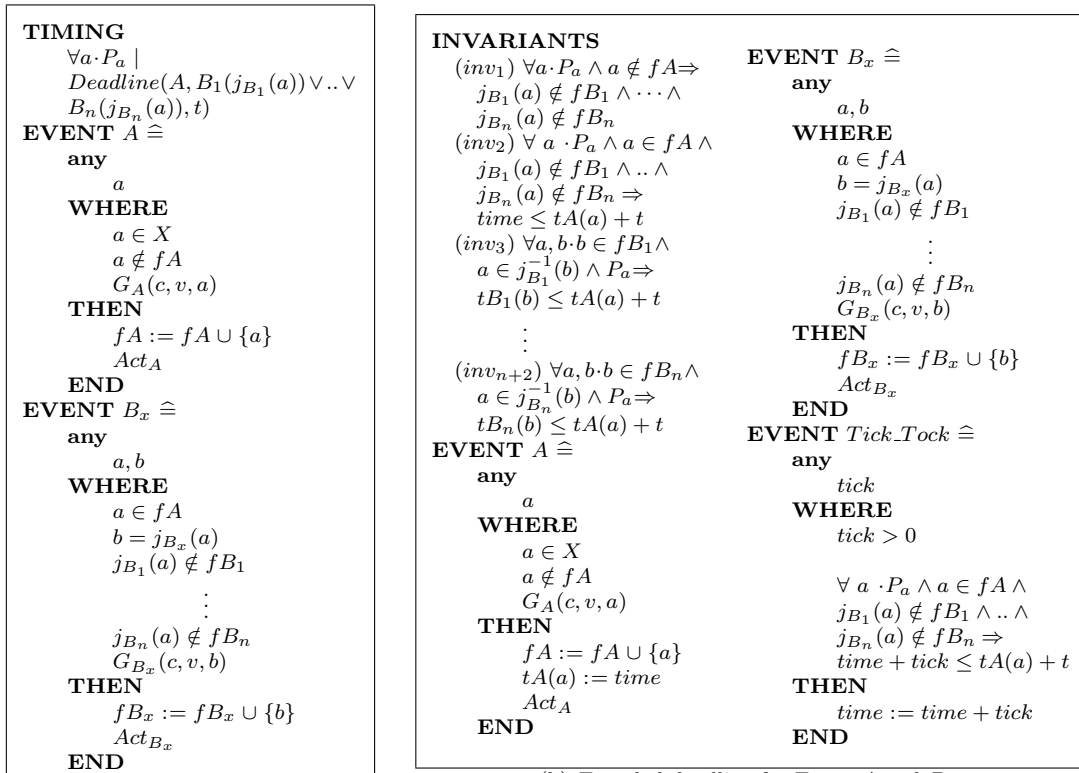 TIMING
∀a·P_a |
Deadline(A, B_1(j_{B_1}(a)) ∨ .. ∨
B_n(j_{B_n}(a)), t)
EVENT A ≙
any
a
WHERE
a ∈ X
a ∉ fA
G_A(c, v, a)
THEN
fA := fA ∪ {a}
Act_A
END
EVENT B_x ≙
any
a, b
WHERE
a ∈ fA
b = j_{B_x}(a)
j_{B_1}(a) ∉ fB_1
⋮
j_{B_n}(a) ∉ fB_n
G_{B_x}(c, v, b)
THEN
fB_x := fB_x ∪ {b}
Act_{B_x}
END
INVARIANTS
(inv_1) ∀a·P_a ∧ a ∉ fA ⇒
j_{B_1}(a) ∉ fB_1 ∧ ··· ∧
j_{B_n}(a) ∉ fB_n
(inv_2) ∀ a ·P_a ∧ a ∈ fA ∧
j_{B_1}(a) ∉ fB_1 ∧ .. ∧
j_{B_n}(a) ∉ fB_n ⇒
time ≤ tA(a) + t
(inv_3) ∀a, b·b ∈ fB_1 ∧
a ∈ j_{B_1}^{-1}(b) ∧ P_a ⇒
tB_1(b) ≤ tA(a) + t
⋮
(inv_{n+2}) ∀a, b·b ∈ fB_n ∧
a ∈ j_{B_n}^{-1}(b) ∧ P_a ⇒
tB_n(b) ≤ tA(a) + t
EVENT A ≙
any
a
WHERE
a ∈ X
a ∉ fA
G_A(c, v, a)
THEN
fA := fA ∪ {a}
tA(a) := time
Act_A
END
EVENT B_x ≙
any
a, b
WHERE
a ∈ fA
b = j_{B_x}(a)
j_{B_1}(a) ∉ fB_1
⋮
j_{B_n}(a) ∉ fB_n
G_{B_x}(c, v, b)
THEN
fB_x := fB_x ∪ {b}
Act_{B_x}
END
EVENT Tick_Tock ≙
any
tick
WHERE
tick > 0
∀ a ·P_a ∧ a ∈ fA ∧
j_{B_1}(a) ∉ fB_1 ∧ .. ∧
j_{B_n}(a) ∉ fB_n ⇒
time + tick ≤ tA(a) + t
THEN
time := time + tick
END